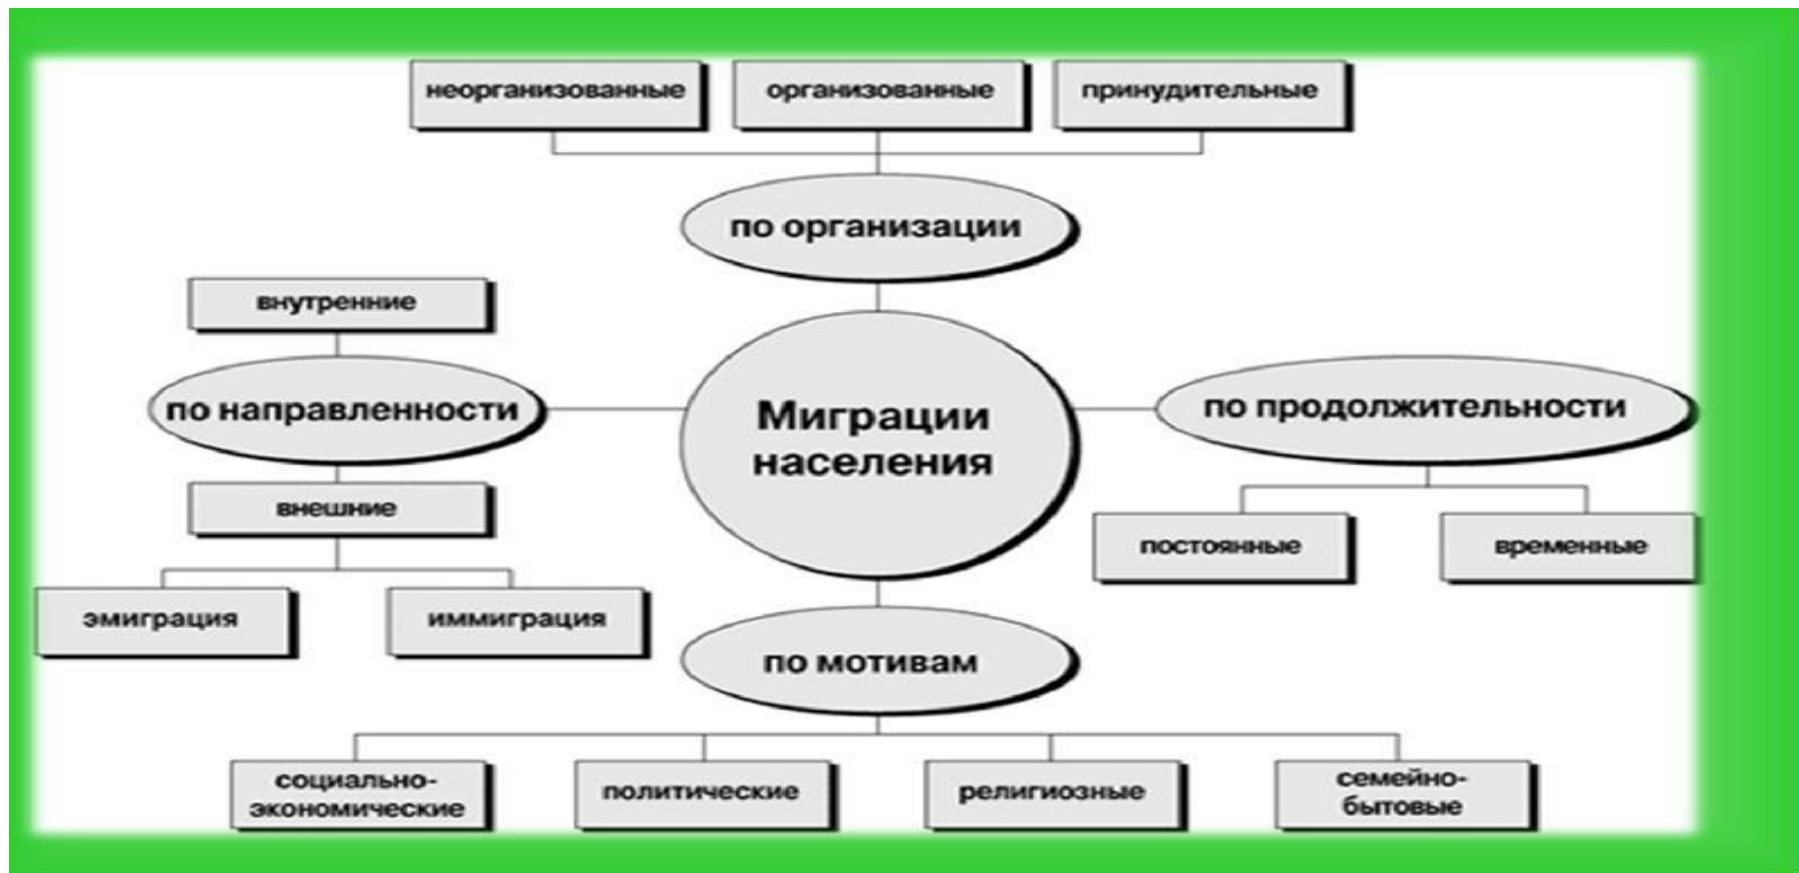 неорганизованные
организованные
принудительные
по организации
внутренние
по направленности
внешние
эмиграция
иммиграция
Миграции
населения
по продолжительности
постоянные
временные
по мотивам
социально-
экономические
политические
религиозные
семейно-
бытовые